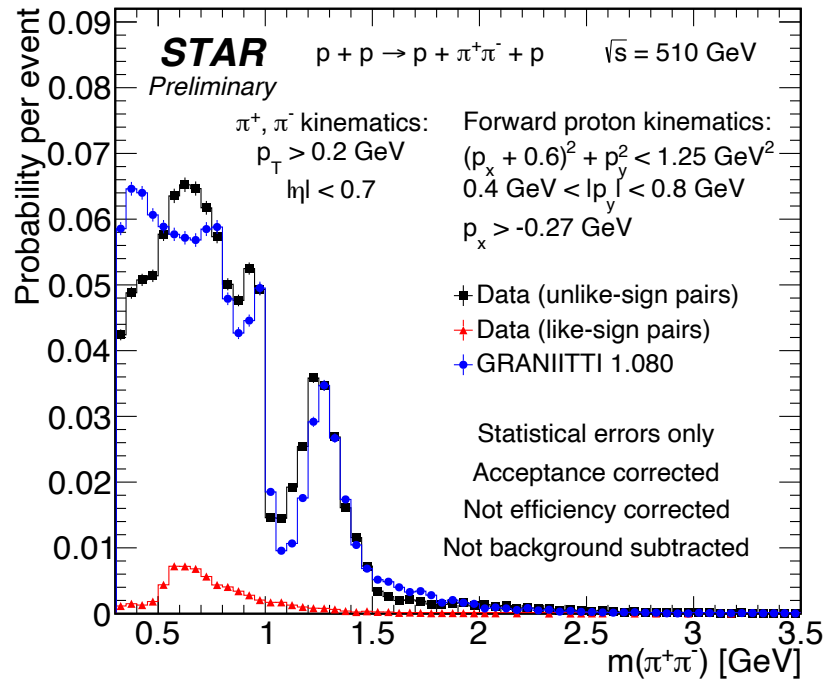 STAR
Preliminary
p + p → p + π⁺π⁻ + p
√s = 510 GeV
π⁺, π⁻ kinematics:
p_T > 0.2 GeV
|η| < 0.7
Forward proton kinematics:
(p_x + 0.6)² + p_y² < 1.25 GeV²
0.4 GeV < |p_y| < 0.8 GeV
p_x > -0.27 GeV
Data (unlike-sign pairs)
Data (like-sign pairs)
GRANIITTI 1.080
Statistical errors only
Acceptance corrected
Not efficiency corrected
Not background subtracted
Probability per event
0.09
0.08
0.07
0.06
0.05
0.04
0.03
0.02
0.01
0
0.5
1
1.5
2
2.5
3
3.5
m(π⁺π⁻) [GeV]